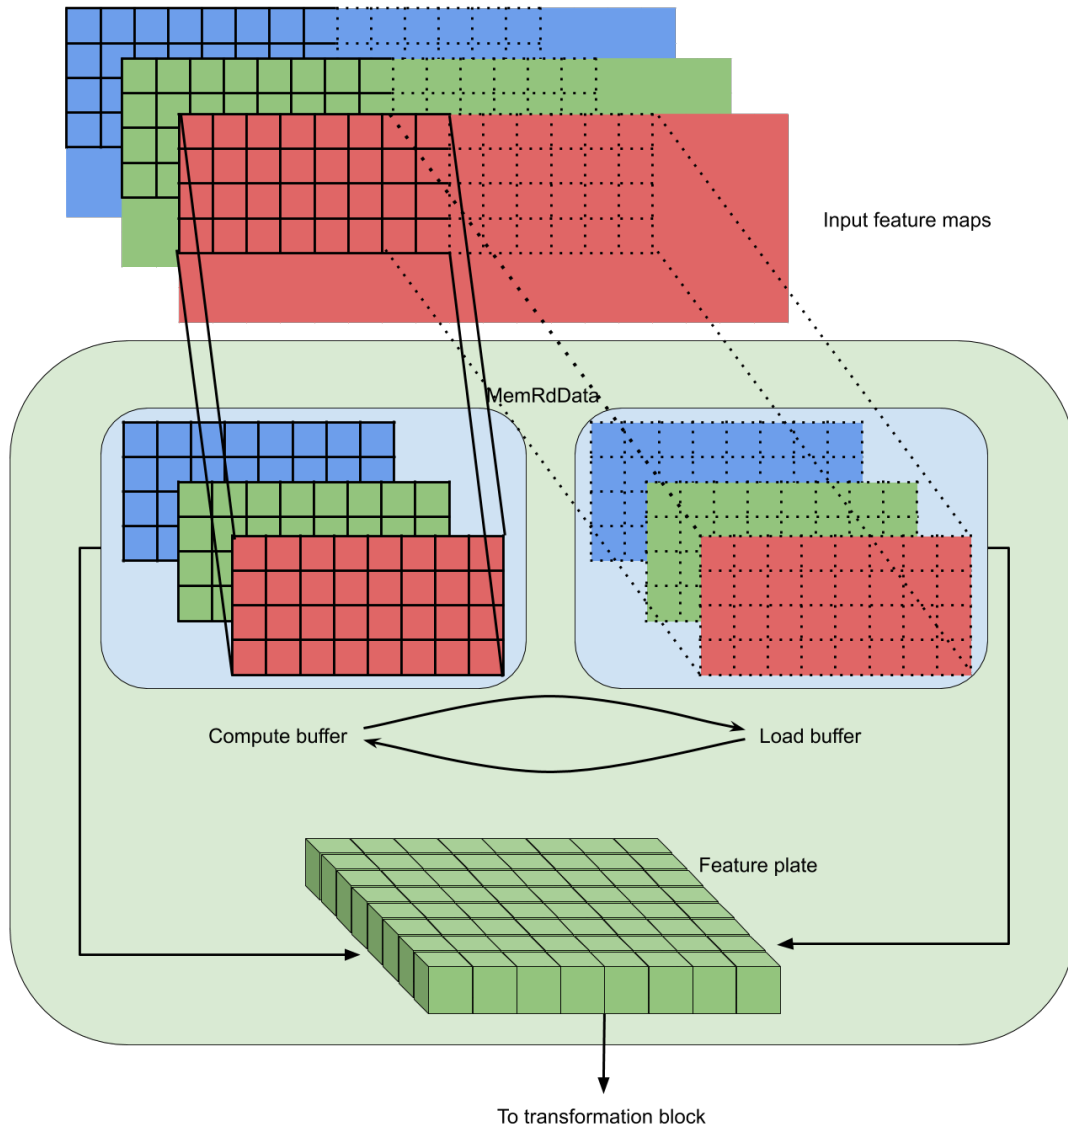 Input feature maps
MemRdData
Compute buffer
Load buffer
Feature plate
To transformation block